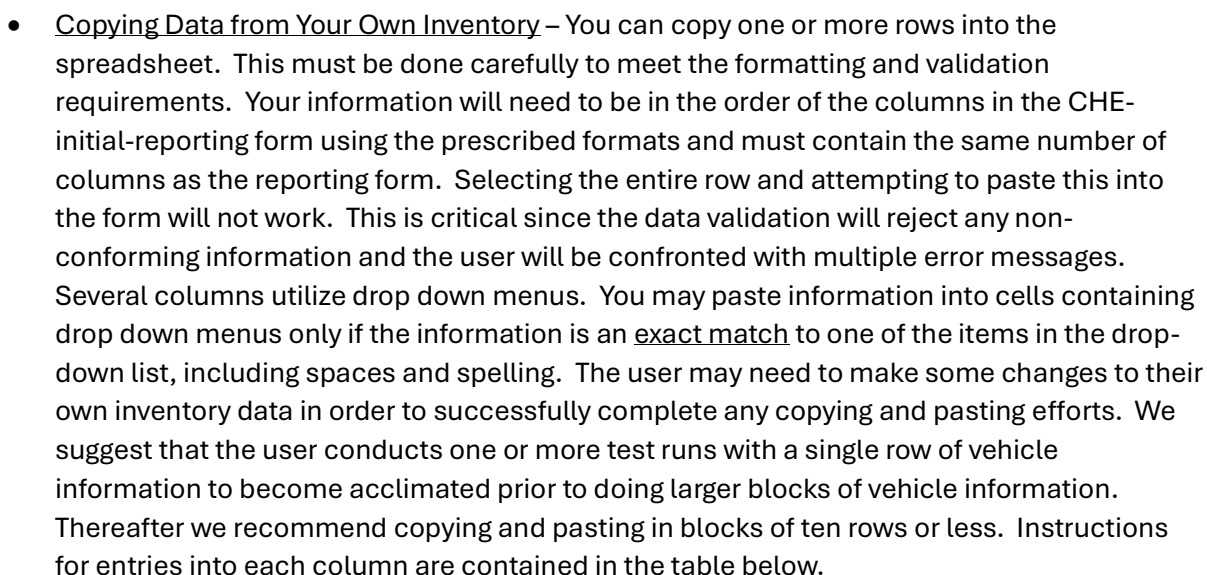 • Copying Data from Your Own Inventory – You can copy one or more rows into the
spreadsheet.  This must be done carefully to meet the formatting and validation
requirements.  Your information will need to be in the order of the columns in the CHE-
initial-reporting form using the prescribed formats and must contain the same number of
columns as the reporting form.  Selecting the entire row and attempting to paste this into
the form will not work.  This is critical since the data validation will reject any non-
conforming information and the user will be confronted with multiple error messages.
Several columns utilize drop down menus.  You may paste information into cells containing
drop down menus only if the information is an exact match to one of the items in the drop-
down list, including spaces and spelling.  The user may need to make some changes to their
own inventory data in order to successfully complete any copying and pasting efforts.  We
suggest that the user conducts one or more test runs with a single row of vehicle
information to become acclimated prior to doing larger blocks of vehicle information.
Thereafter we recommend copying and pasting in blocks of ten rows or less.  Instructions
for entries into each column are contained in the table below.